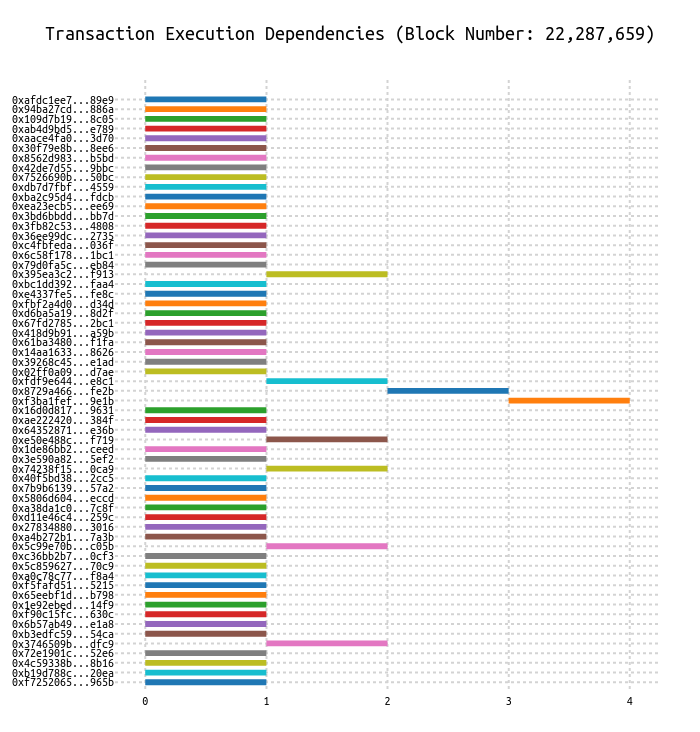 Transaction Execution Dependencies (Block Number: 22,287,659)
0xafdc1ee7...89e9
0x94ba27cd...886a
0x109d7b19...8c05
0xab4d9bd5...e789
0xaace4fa0...3d70
0x30f79e8b...8ee6
0x8562d983...b5bd
0x42de7d55...9bbc
0x7526690b...50bc
0xdb7d7fbf...4559
0xba2c95d4...fdcb
0xea23ecb5...ee69
0x3bd6bbdd...bb7d
0x3fb82c53...4808
0x36ee99dc...2735
0xc4fbfeda...036f
0x6c58f178...1bc1
0x79d0fa5c...eb84
0x395ea3c2...f913
0xbc1dd392...faa4
0xe4337fe5...fe8c
0xfbf2a4d0...d34d
0xd6ba5a19...8d2f
0x67fd2785...2bc1
0x418d9b91...a59b
0x61ba3480...f1fa
0x14aa1633...8626
0x39268c45...e1ad
0x02ff0a09...d7ae
0xfdf9e644...e8c1
0x8729a466...fe2b
0xf3ba1fef...9e1b
0x16d0d817...9631
0xae222420...384f
0x64352871...e36b
0xe50e488c...f719
0x1de86bb2...ceed
0x3e590a82...5ef2
0x74238f15...0ca9
0x40f5bd38...2cc5
0x7b9b6139...57a2
0x5806d604...eccd
0xa38da1c0...7c8f
0xd11e46c4...259c
0x27834880...3016
0xa4b272b1...7a3b
0x5c99e70b...c05b
0xc36bb2b7...0cf3
0x5c859627...70c9
0xa0c78c77...f8a4
0xf5fafd51...5215
0x65eebf1d...b798
0x1e92ebed...14f9
0xf90c15fc...630c
0x6b57ab49...e1a8
0xb3edfc59...54ca
0x3746509b...dfc9
0x72e1901c...52e6
0x4c59338b...8b16
0xb19d788c...20ea
0xf7252065...965b
0 1 2 3 4